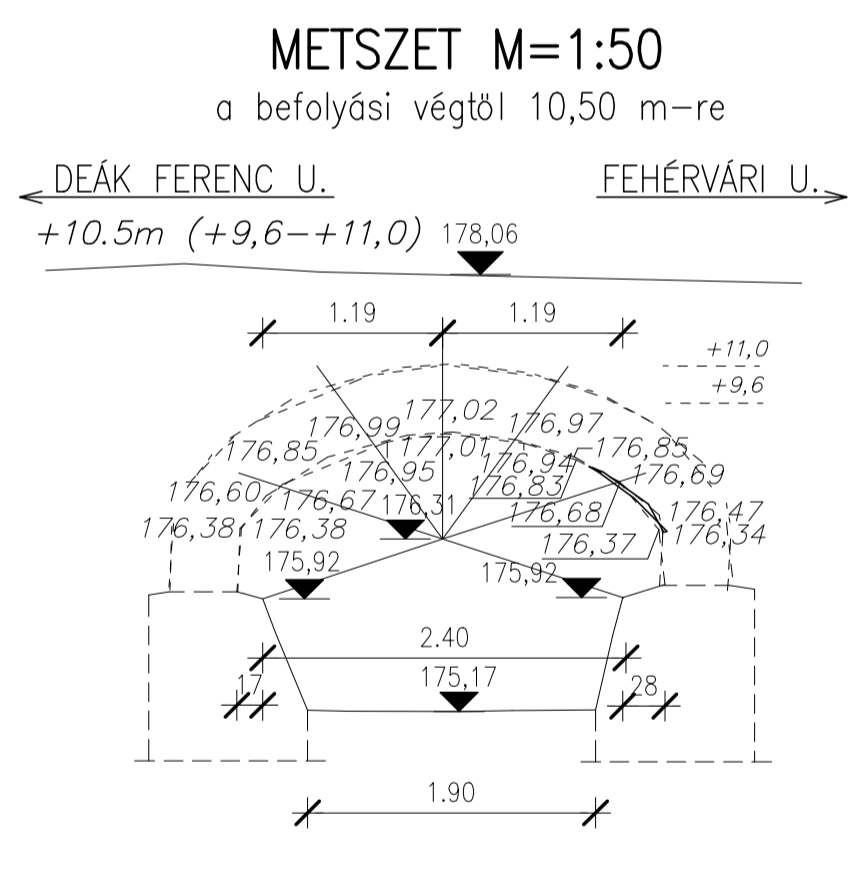 METSZET M=1:50
a befolyási végtöl 10,50 m-re
DEÁK FERENC U. FEHÉRVÁRI U.
+10.5m (+9,6-+11,0) 178,06
1.19 1.19
+11,0
+9,6
176,99 177,02 176,97
176,85 177,01 176,94 176,85
176,95 176,69
176,60 176,67 176,31 176,83
176,68 176,47
176,38 176,38 176,37 176,34
175,92 175,92
2.40
17 175,17 28
1.90